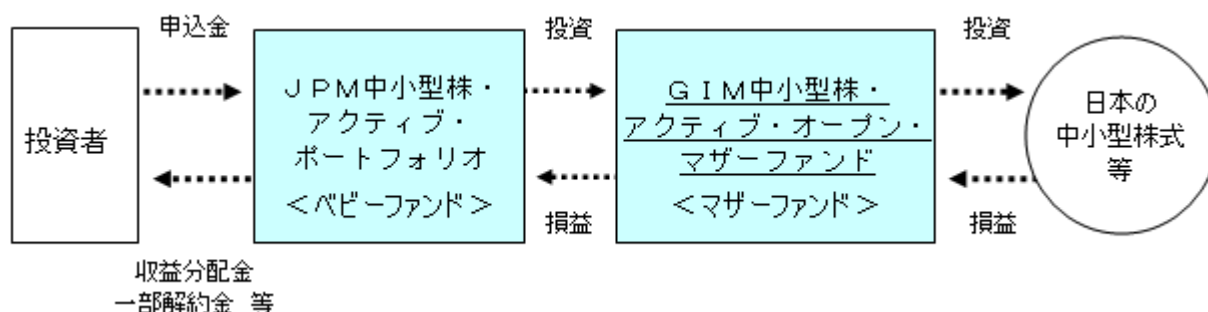 申込金
投資
投資
投資者
ＪＰＭ中小型株・
アクティブ・
ポートフォリオ
＜ベビーファンド＞
ＧＩＭ中小型株・
アクティブ・オープン・
マザーファンド
＜マザーファンド＞
日本の
中小型株式
等
損益
損益
収益分配金
一部解約金 等